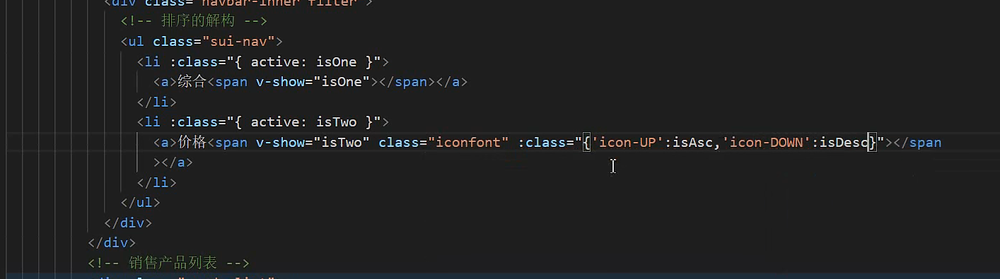 <div class="navbar-inner filter">
<!-- 排序的解构 -->
<ul class="sui-nav">
<li :class="{ active: isOne }">
<a>综合<span v-show="isOne"></span></a>
</li>
<li :class="{ active: isTwo }">
<a>价格<span v-show="isTwo" class="iconfont" :class="{'icon-UP':isAsc,'icon-DOWN':isDesc}"></span
></a>
</li>
</ul>
</div>
</div>
<!-- 销售产品列表 -->